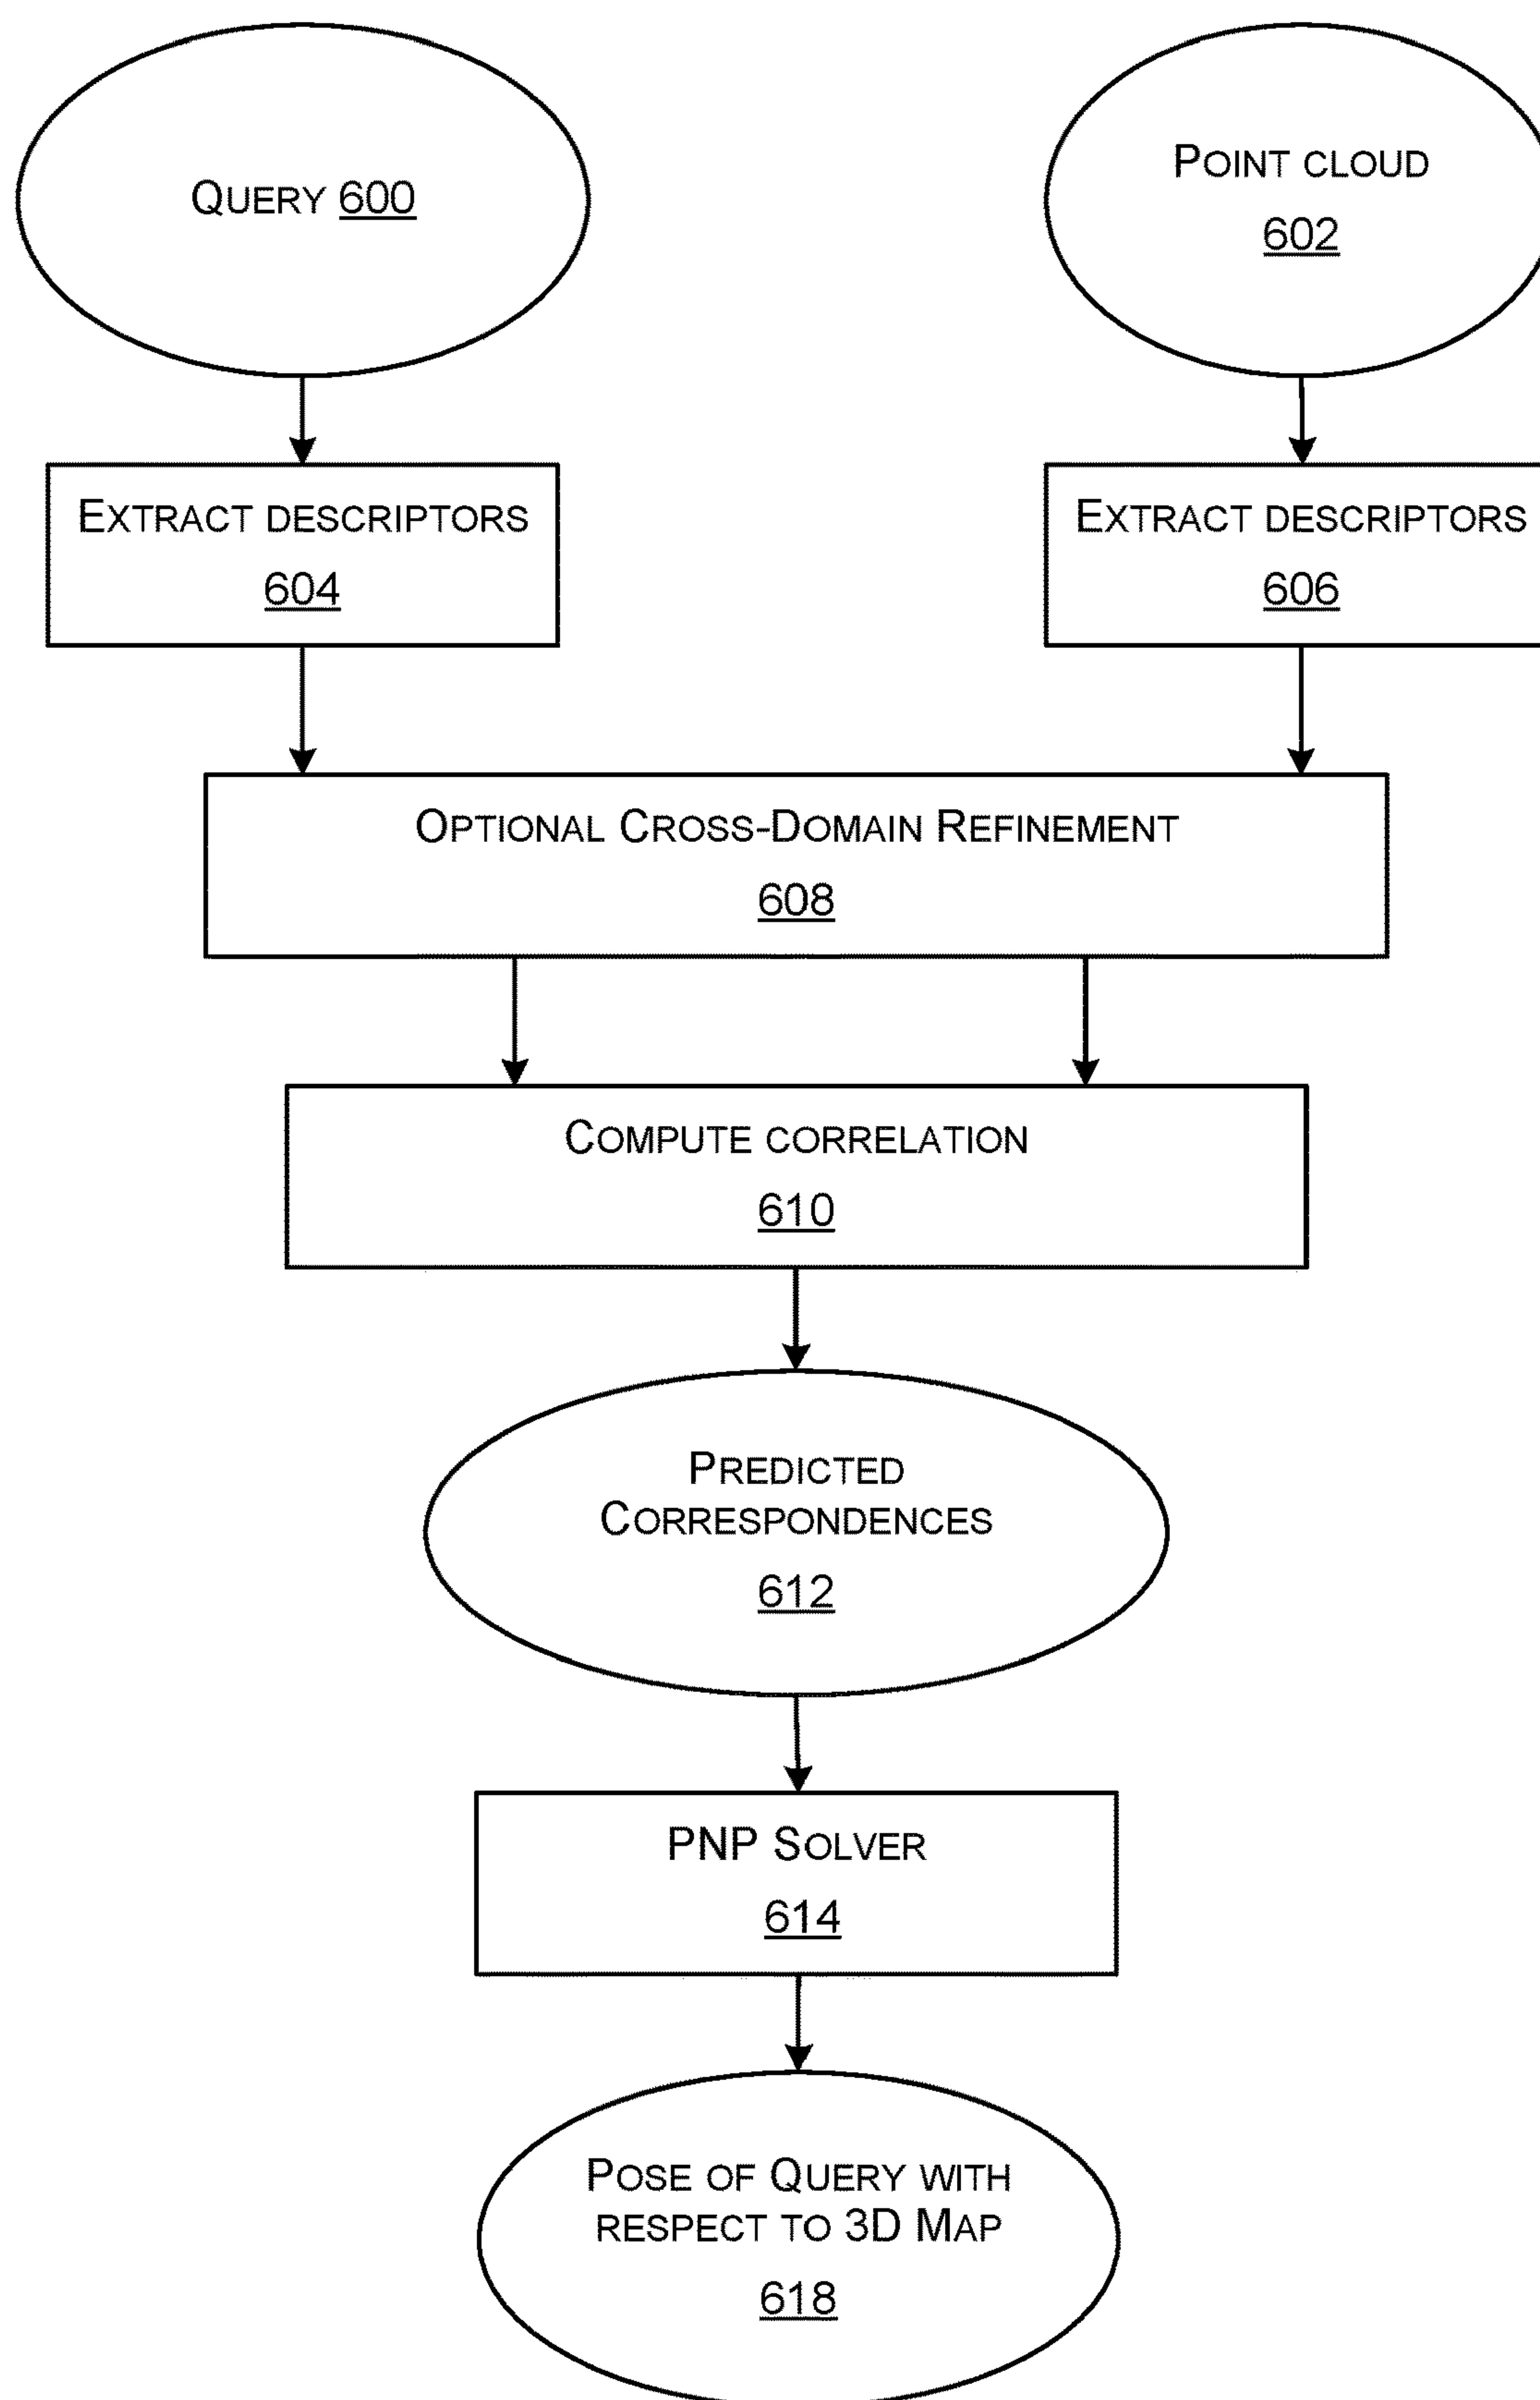 QUERY 600
POINT CLOUD
602
EXTRACT DESCRIPTORS
604
EXTRACT DESCRIPTORS
606
OPTIONAL CROSS-DOMAIN REFINEMENT
608
COMPUTE CORRELATION
610
PREDICTED
CORRESPONDENCES
612
PNP SOLVER
614
POSE OF QUERY WITH
RESPECT TO 3D MAP
618